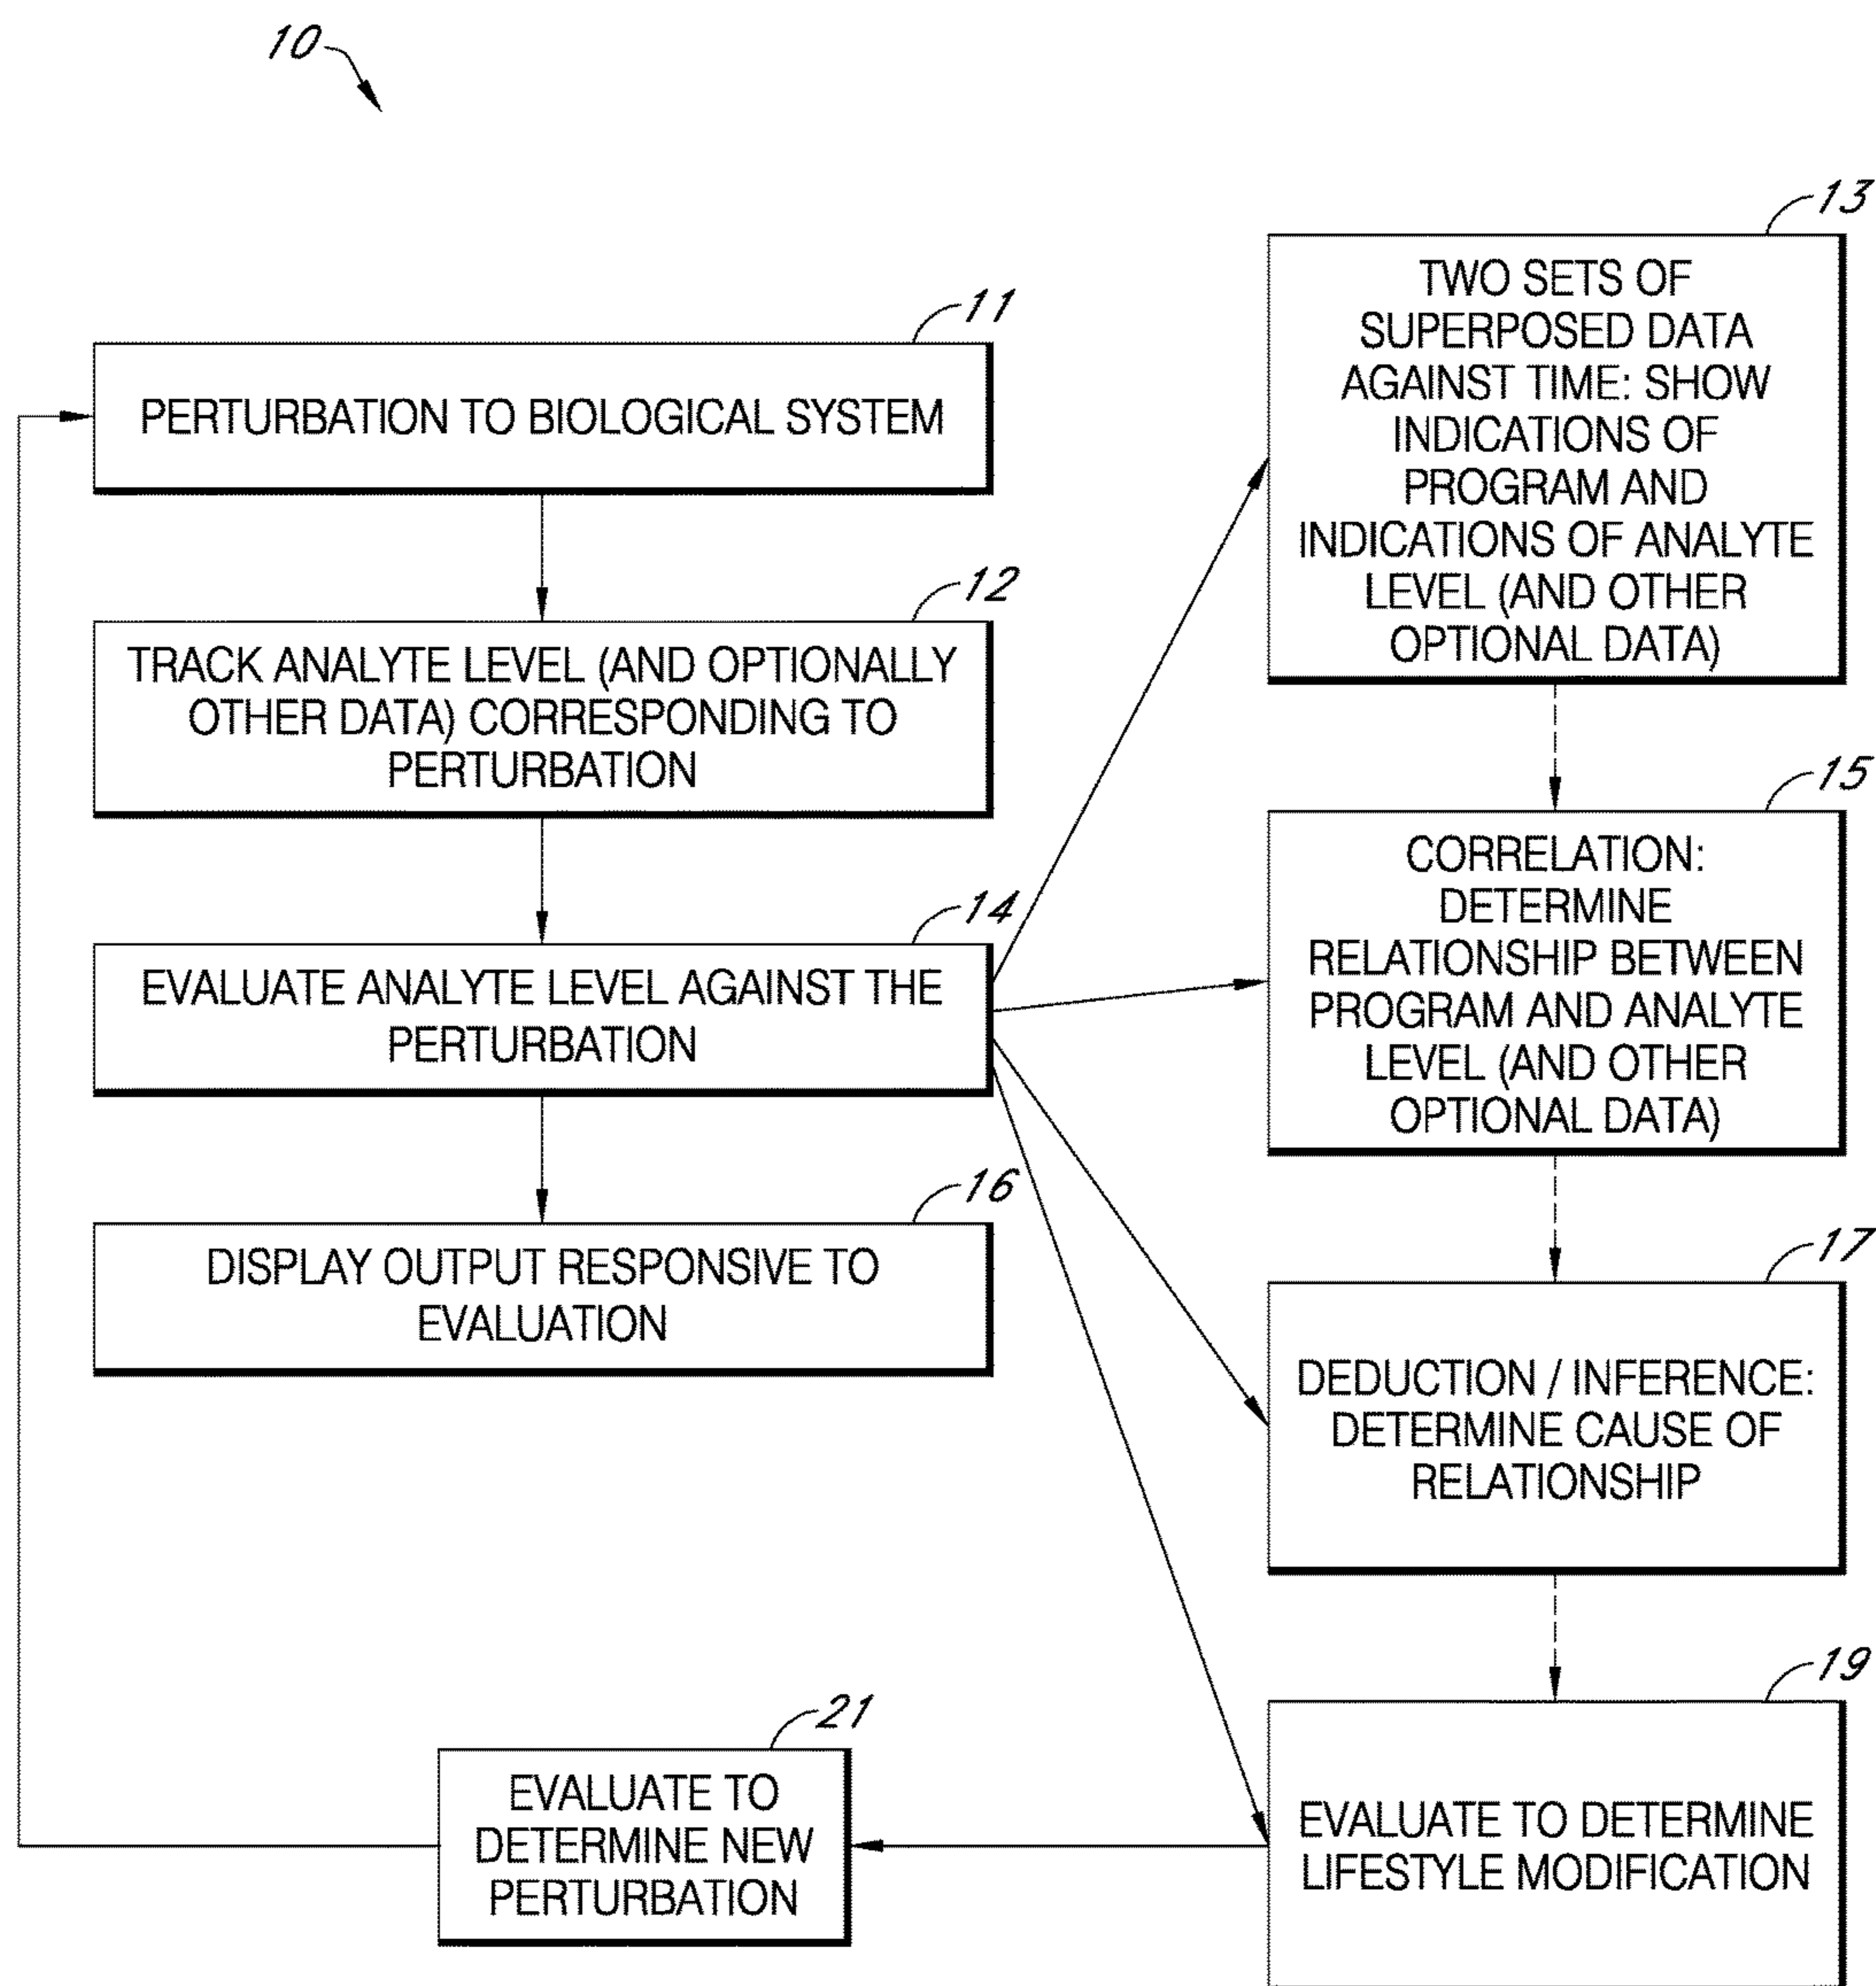 10
11
PERTURBATION TO BIOLOGICAL SYSTEM
12
TRACK ANALYTE LEVEL (AND OPTIONALLY
OTHER DATA) CORRESPONDING TO
PERTURBATION
14
EVALUATE ANALYTE LEVEL AGAINST THE
PERTURBATION
16
DISPLAY OUTPUT RESPONSIVE TO
EVALUATION
13
TWO SETS OF
SUPERPOSED DATA
AGAINST TIME: SHOW
INDICATIONS OF
PROGRAM AND
INDICATIONS OF ANALYTE
LEVEL (AND OTHER
OPTIONAL DATA)
15
CORRELATION:
DETERMINE
RELATIONSHIP BETWEEN
PROGRAM AND ANALYTE
LEVEL (AND OTHER
OPTIONAL DATA)
17
DEDUCTION / INFERENCE:
DETERMINE CAUSE OF
RELATIONSHIP
19
EVALUATE TO DETERMINE
LIFESTYLE MODIFICATION
21
EVALUATE TO
DETERMINE NEW
PERTURBATION